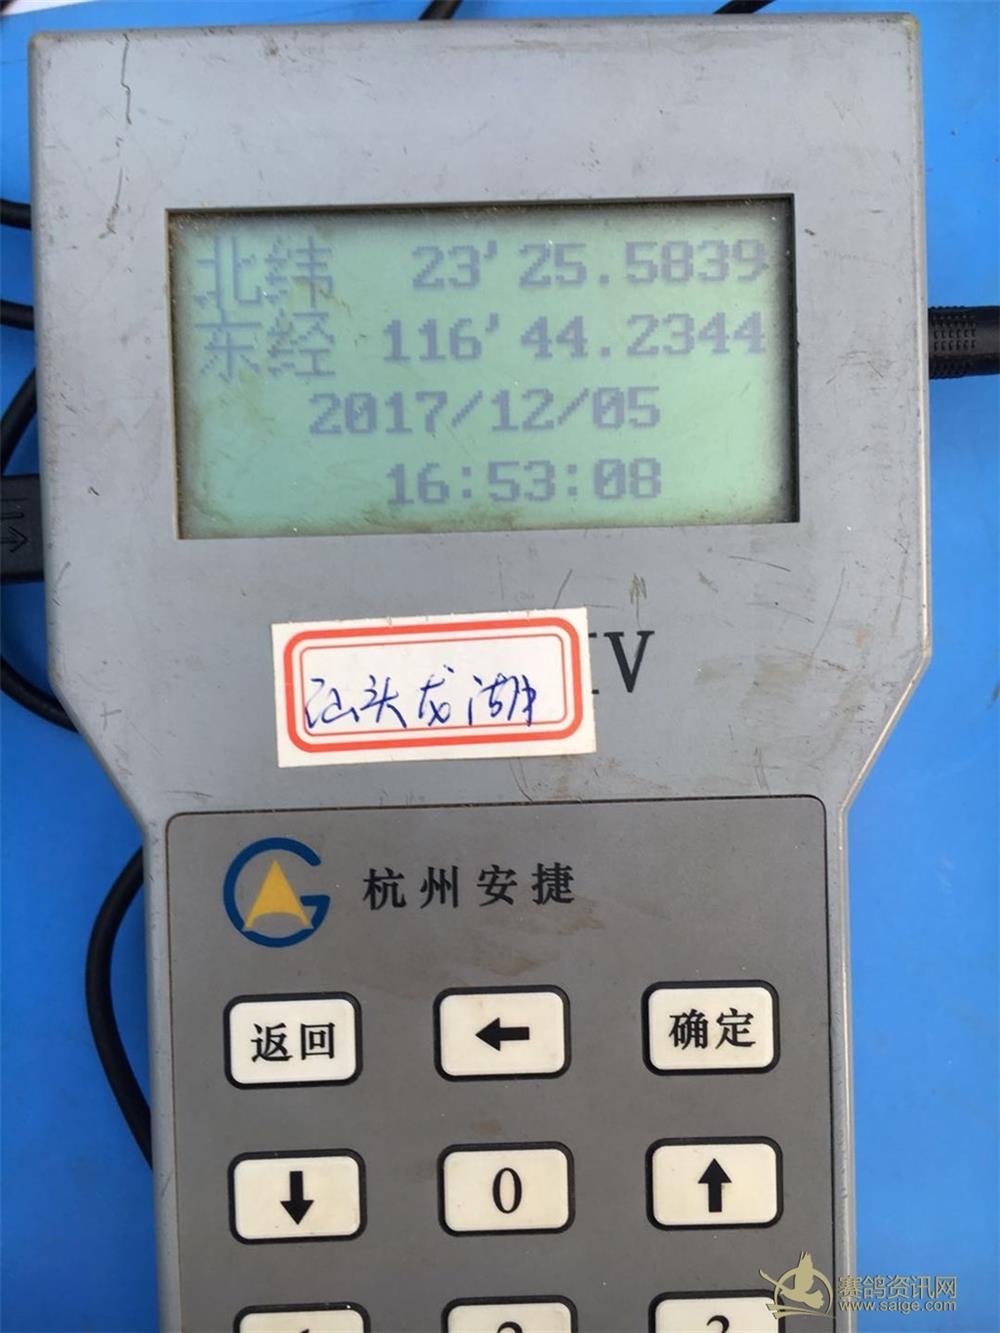 北纬 23'25.5839
东经 116'44.2344
2017/12/05
16:53:08
汕头龙湖
V
杭州安捷
返回 ← 确定
↓ 0 ↑
赛鸽资讯网
www.saige.com